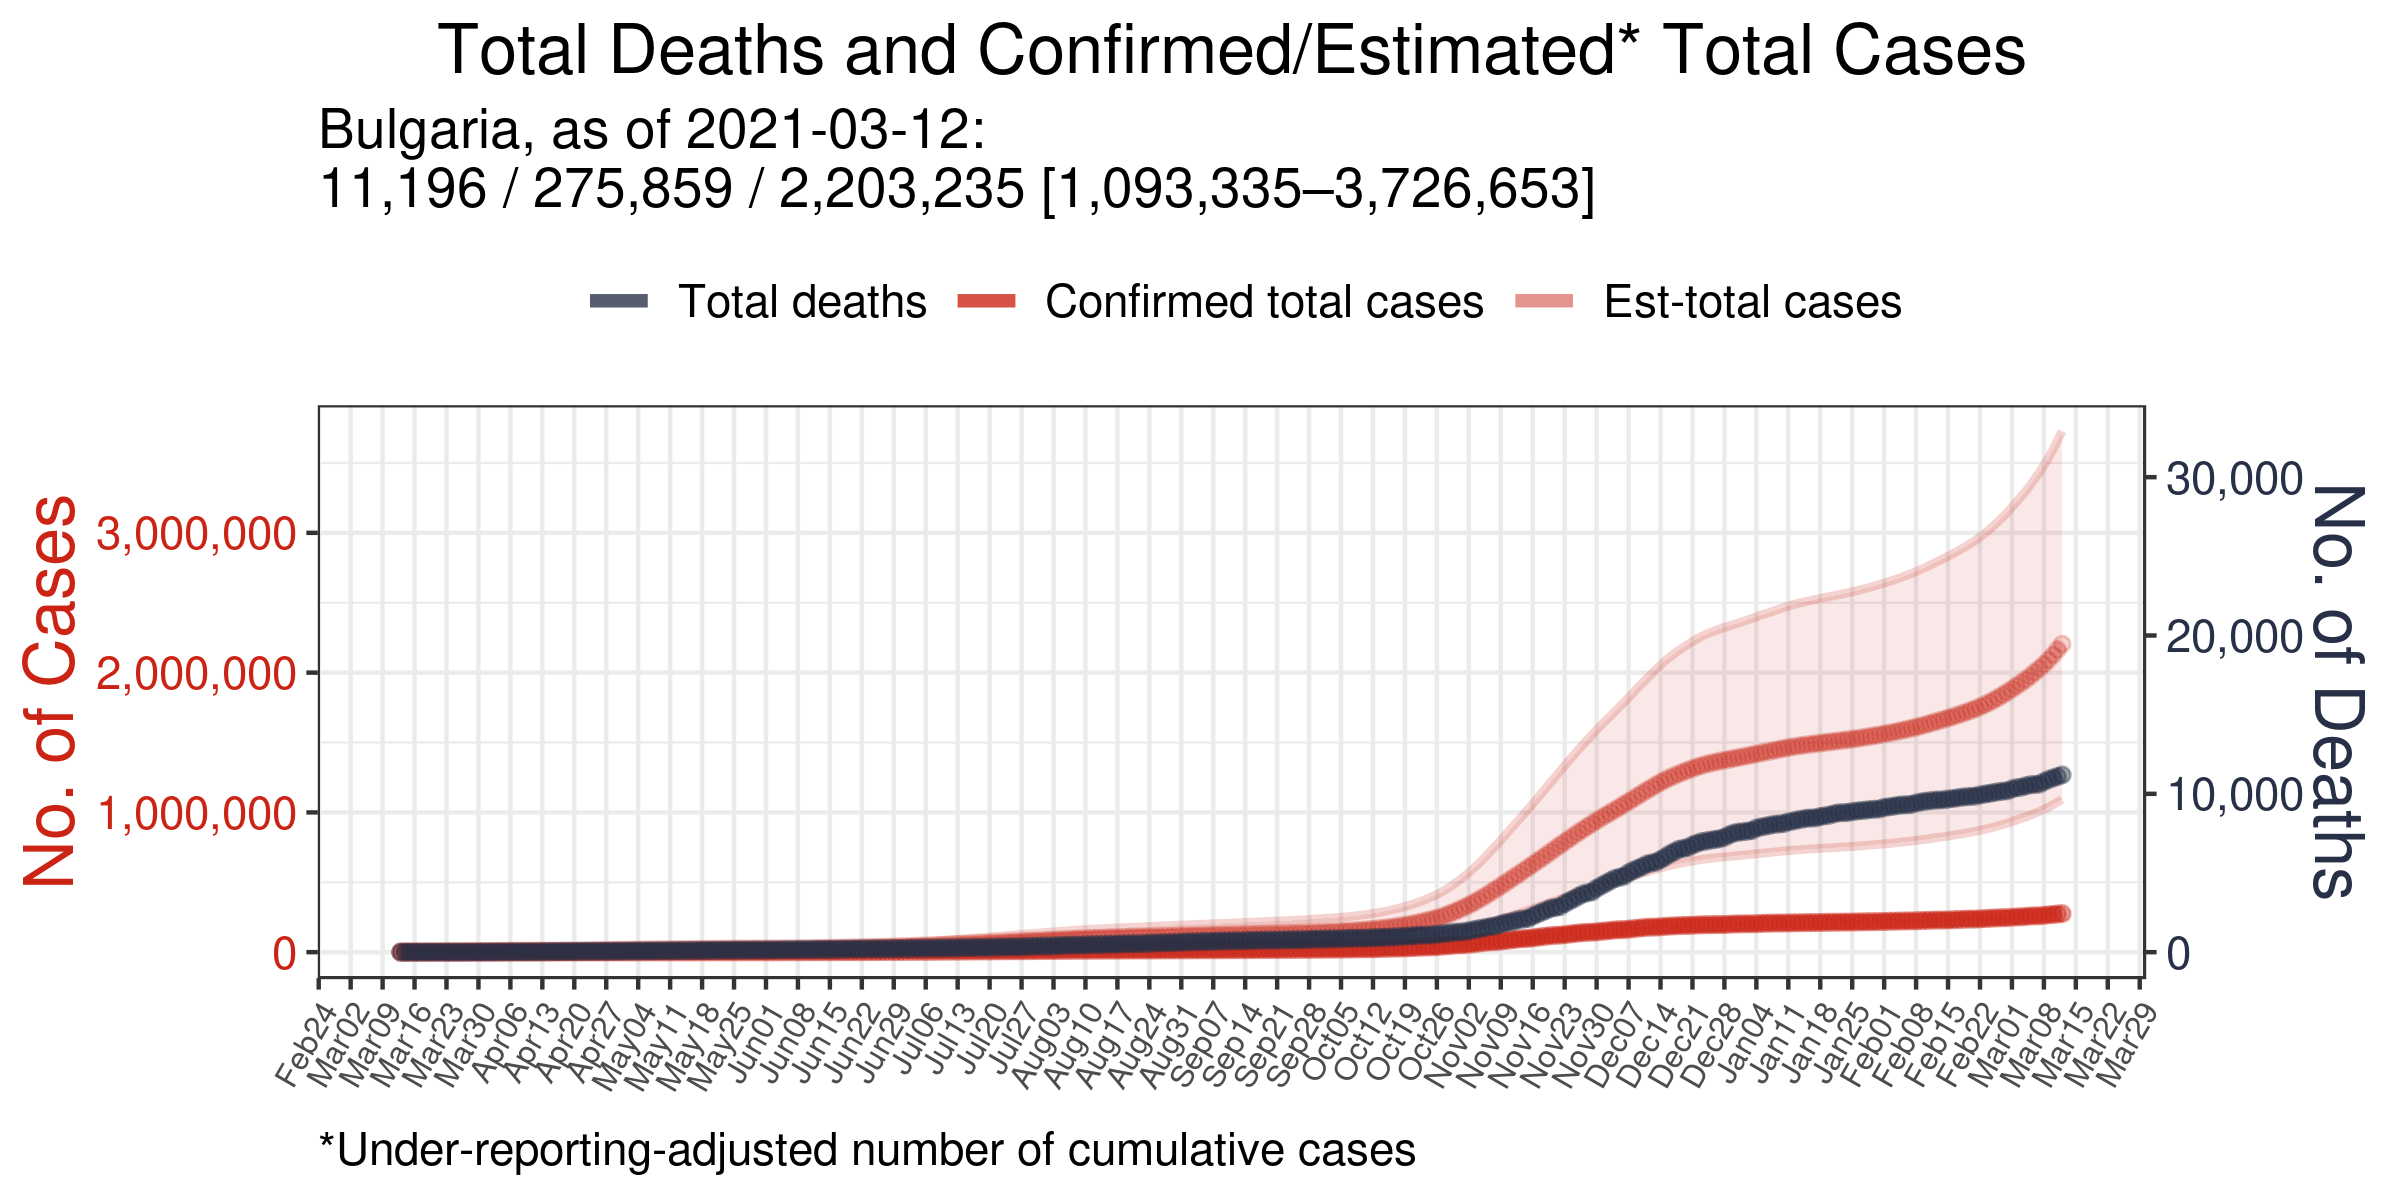 Total Deaths and Confirmed/Estimated* Total Cases
Bulgaria, as of 2021-03-12:
11,196 / 275,859 / 2,203,235 [1,093,335–3,726,653]
Total deaths
Confirmed total cases
Est-total cases
No. of Cases
3,000,000
2,000,000
1,000,000
0
30,000
20,000
10,000
0
No. of Deaths
Feb24
Mar02
Mar09
Mar16
Mar23
Mar30
Apr06
Apr13
Apr20
Apr27
May04
May11
May18
May25
Jun01
Jun08
Jun15
Jun22
Jun29
Jul06
Jul13
Jul20
Jul27
Aug03
Aug10
Aug17
Aug24
Aug31
Sep07
Sep14
Sep21
Sep28
Oct05
Oct12
Oct19
Oct26
Nov02
Nov09
Nov16
Nov23
Nov30
Dec07
Dec14
Dec21
Dec28
Jan04
Jan11
Jan18
Jan25
Feb01
Feb08
Feb15
Feb22
Mar01
Mar08
Mar15
Mar22
Mar29
*Under-reporting-adjusted number of cumulative cases